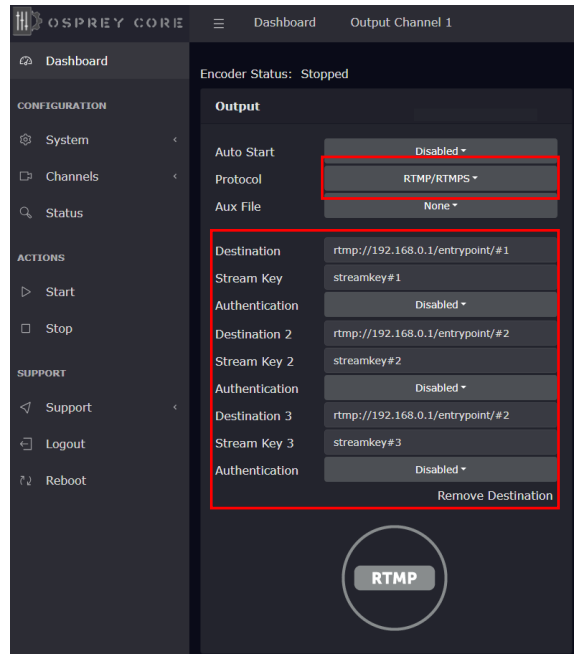 OSPREY CORE
Dashboard
CONFIGURATION
System
Channels
Status
ACTIONS
Start
Stop
SUPPORT
Support
Logout
Reboot
Dashboard Output Channel 1
Encoder Status: Stopped
Output
Auto Start Disabled
Protocol RTMP/RTMPS
Aux File None
Destination rtmp://192.168.0.1/entrypoint/#1
Stream Key streamkey#1
Authentication Disabled
Destination 2 rtmp://192.168.0.1/entrypoint/#2
Stream Key 2 streamkey#2
Authentication Disabled
Destination 3 rtmp://192.168.0.1/entrypoint/#2
Stream Key 3 streamkey#3
Authentication Disabled
Remove Destination
RTMP